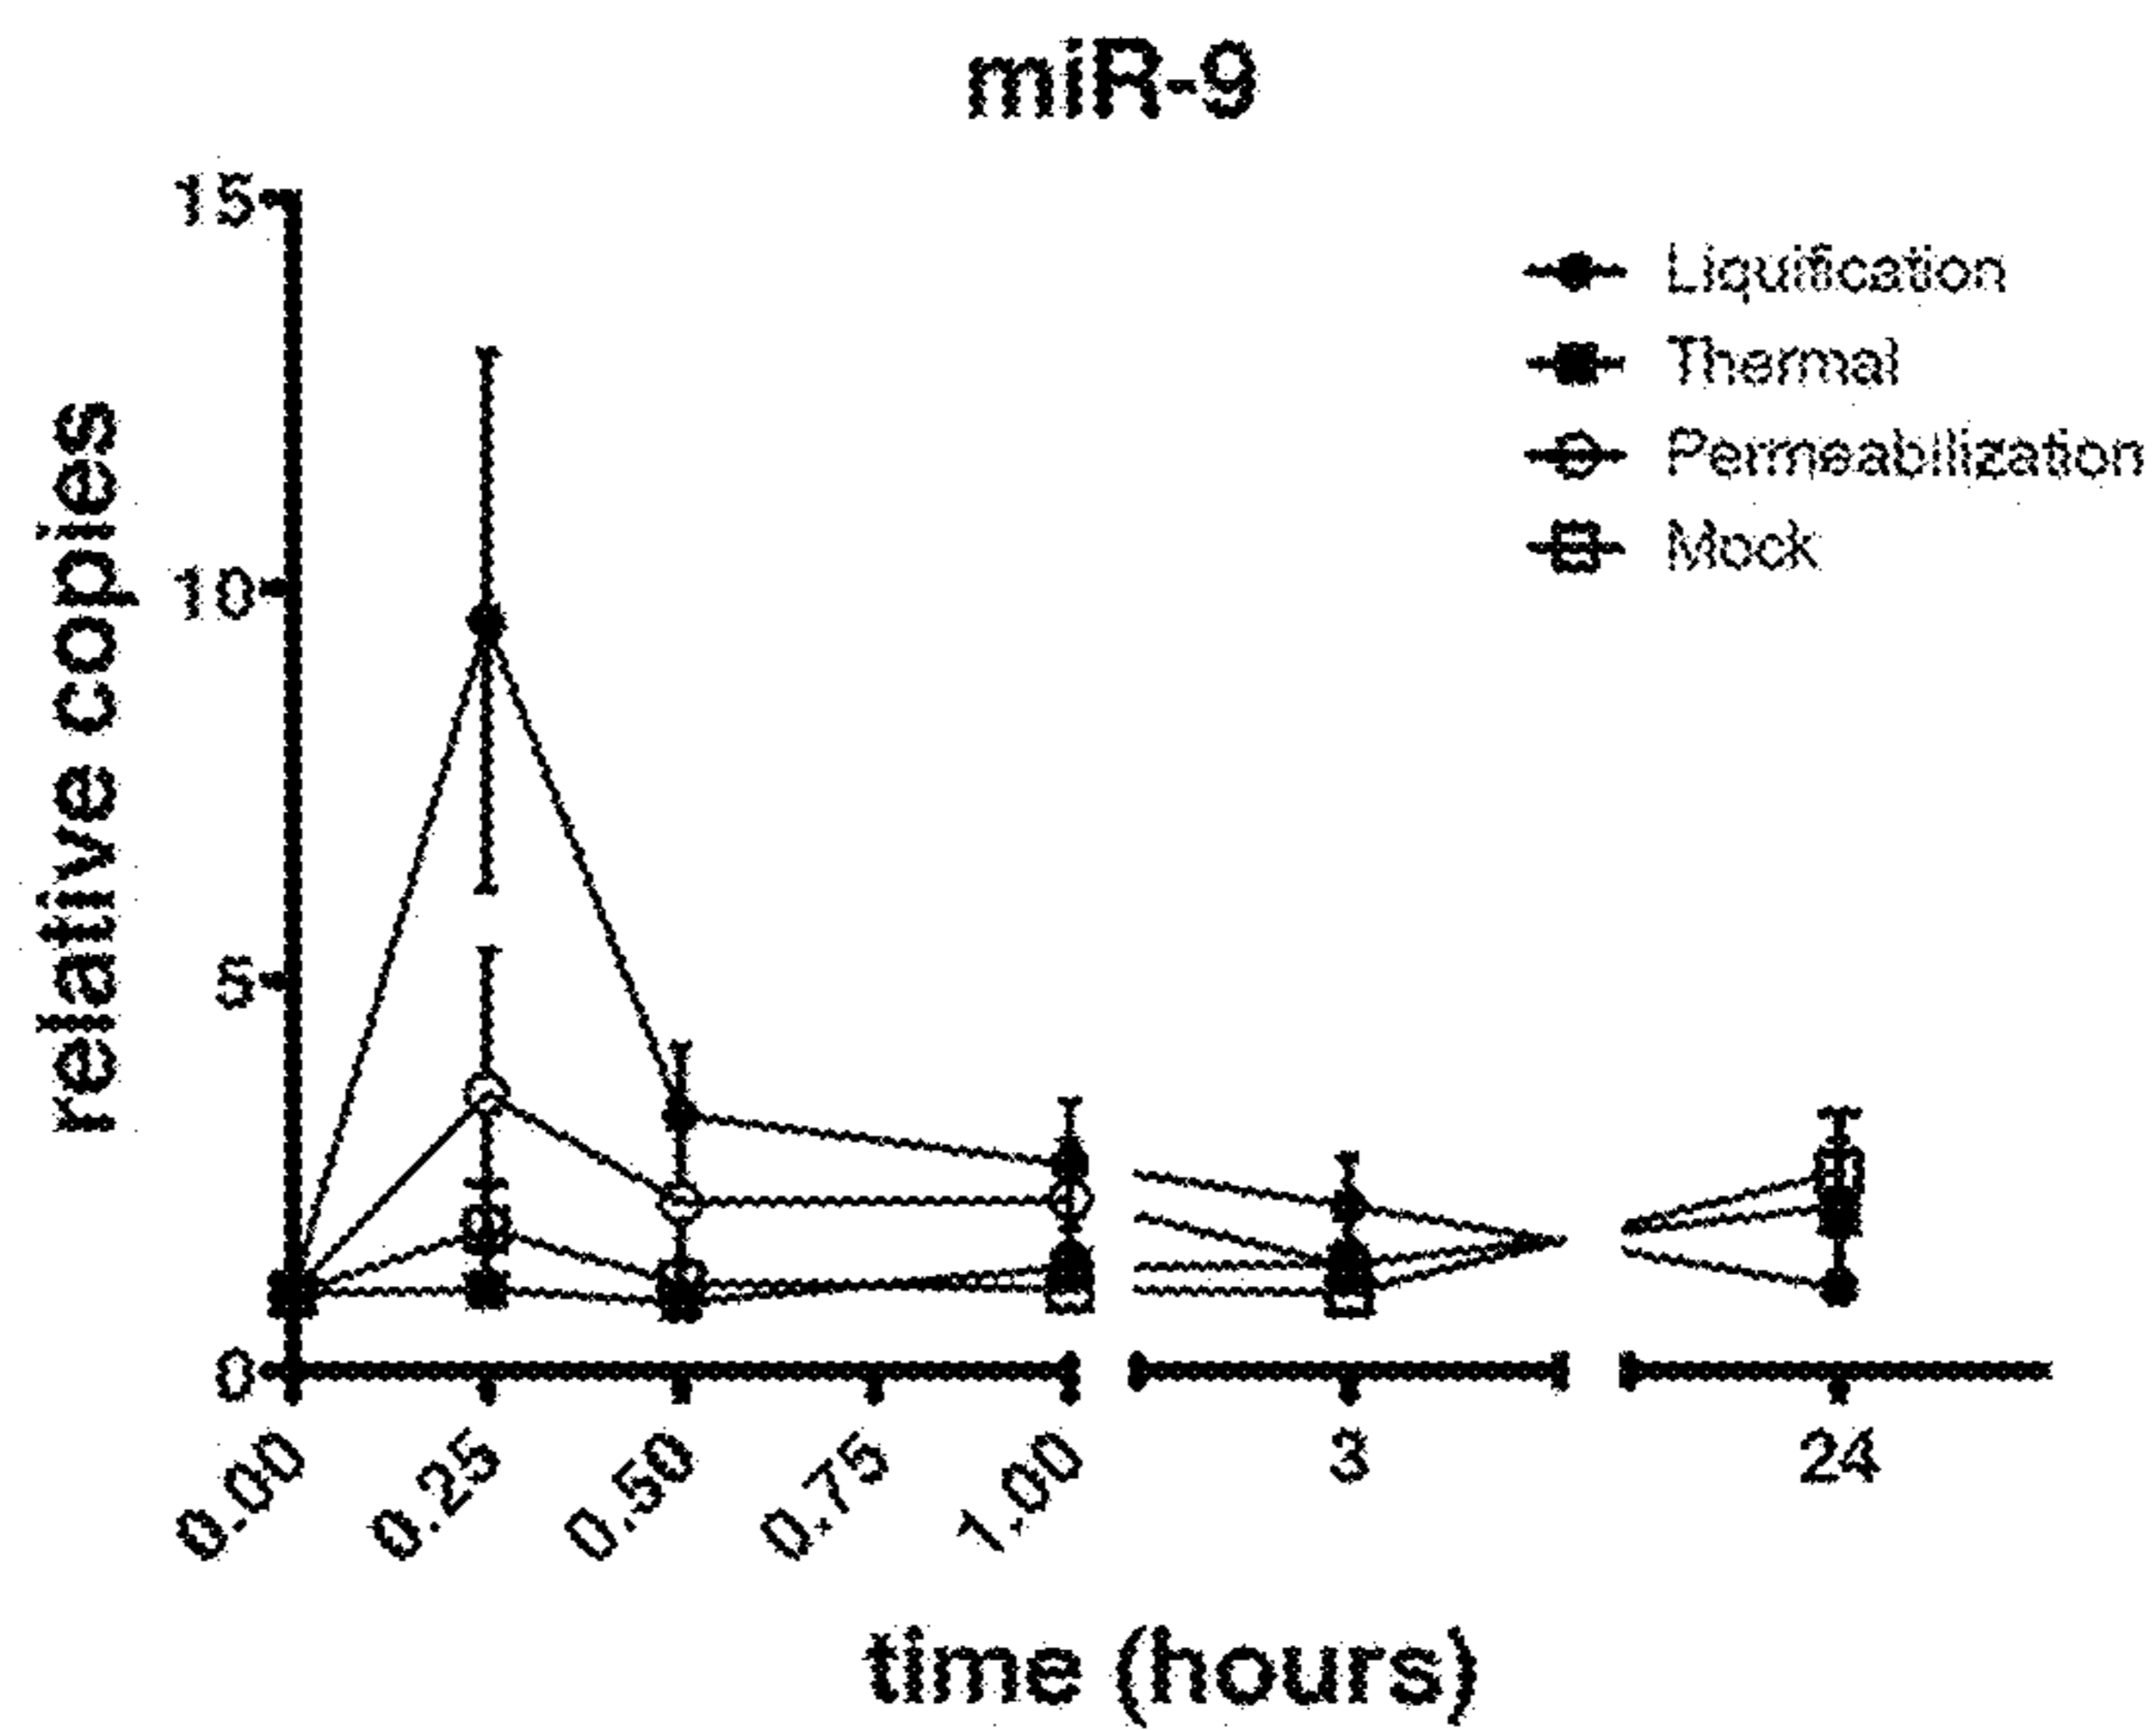 miR-9
15
10
5
0
relative copies
Liquification
Thermal
Permeabilization
Mock
0.00
0.25
0.50
0.75
1.00
3
24
time (hours)